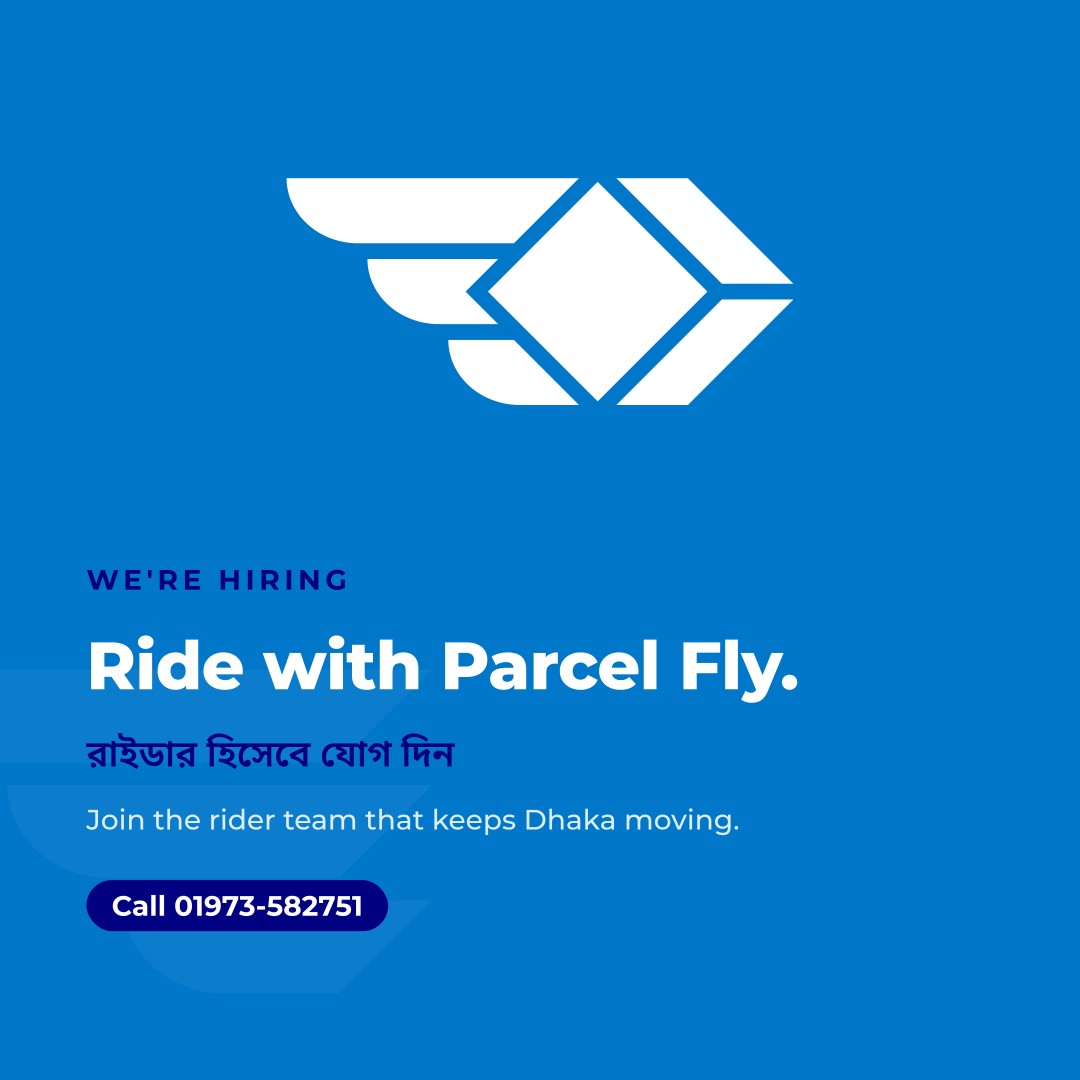 WE'RE HIRING
Ride with Parcel Fly.
রাইডার হিসেবে যোগ দিন
Join the rider team that keeps Dhaka moving.
Call 01973-582751